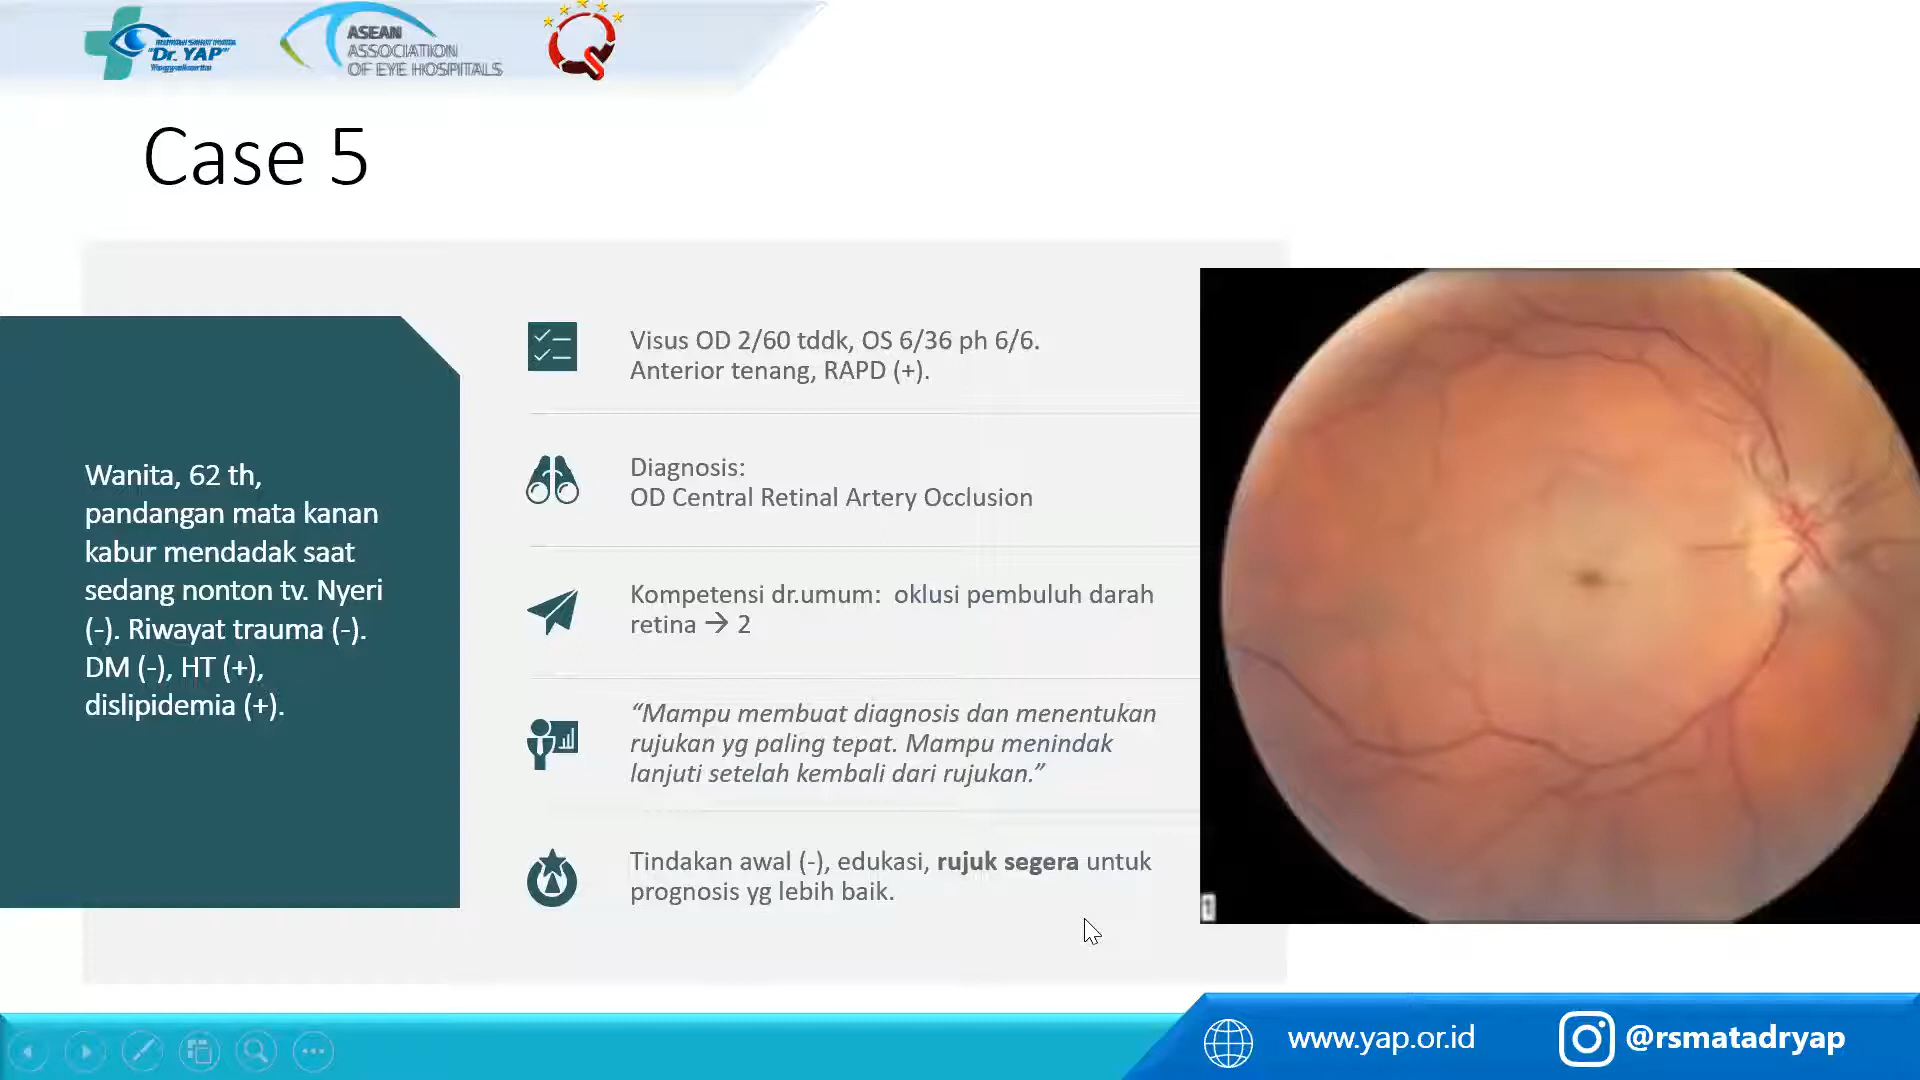 "Dr. YAP"
ASEAN
ASSOCIATION
OF EYE HOSPITALS
Case 5
Wanita, 62 th,
pandangan mata kanan
kabur mendadak saat
sedang nonton tv. Nyeri
(-). Riwayat trauma (-).
DM (-), HT (+),
dislipidemia (+).
Visus OD 2/60 tddk, OS 6/36 ph 6/6.
Anterior tenang, RAPD (+).
Diagnosis:
OD Central Retinal Artery Occlusion
Kompetensi dr.umum: oklusi pembuluh darah
retina → 2
“Mampu membuat diagnosis dan menentukan
rujukan yg paling tepat. Mampu menindak
lanjuti setelah kembali dari rujukan.”
Tindakan awal (-), edukasi, rujuk segera untuk
prognosis yg lebih baik.
1
www.yap.or.id
@rsmatadryap